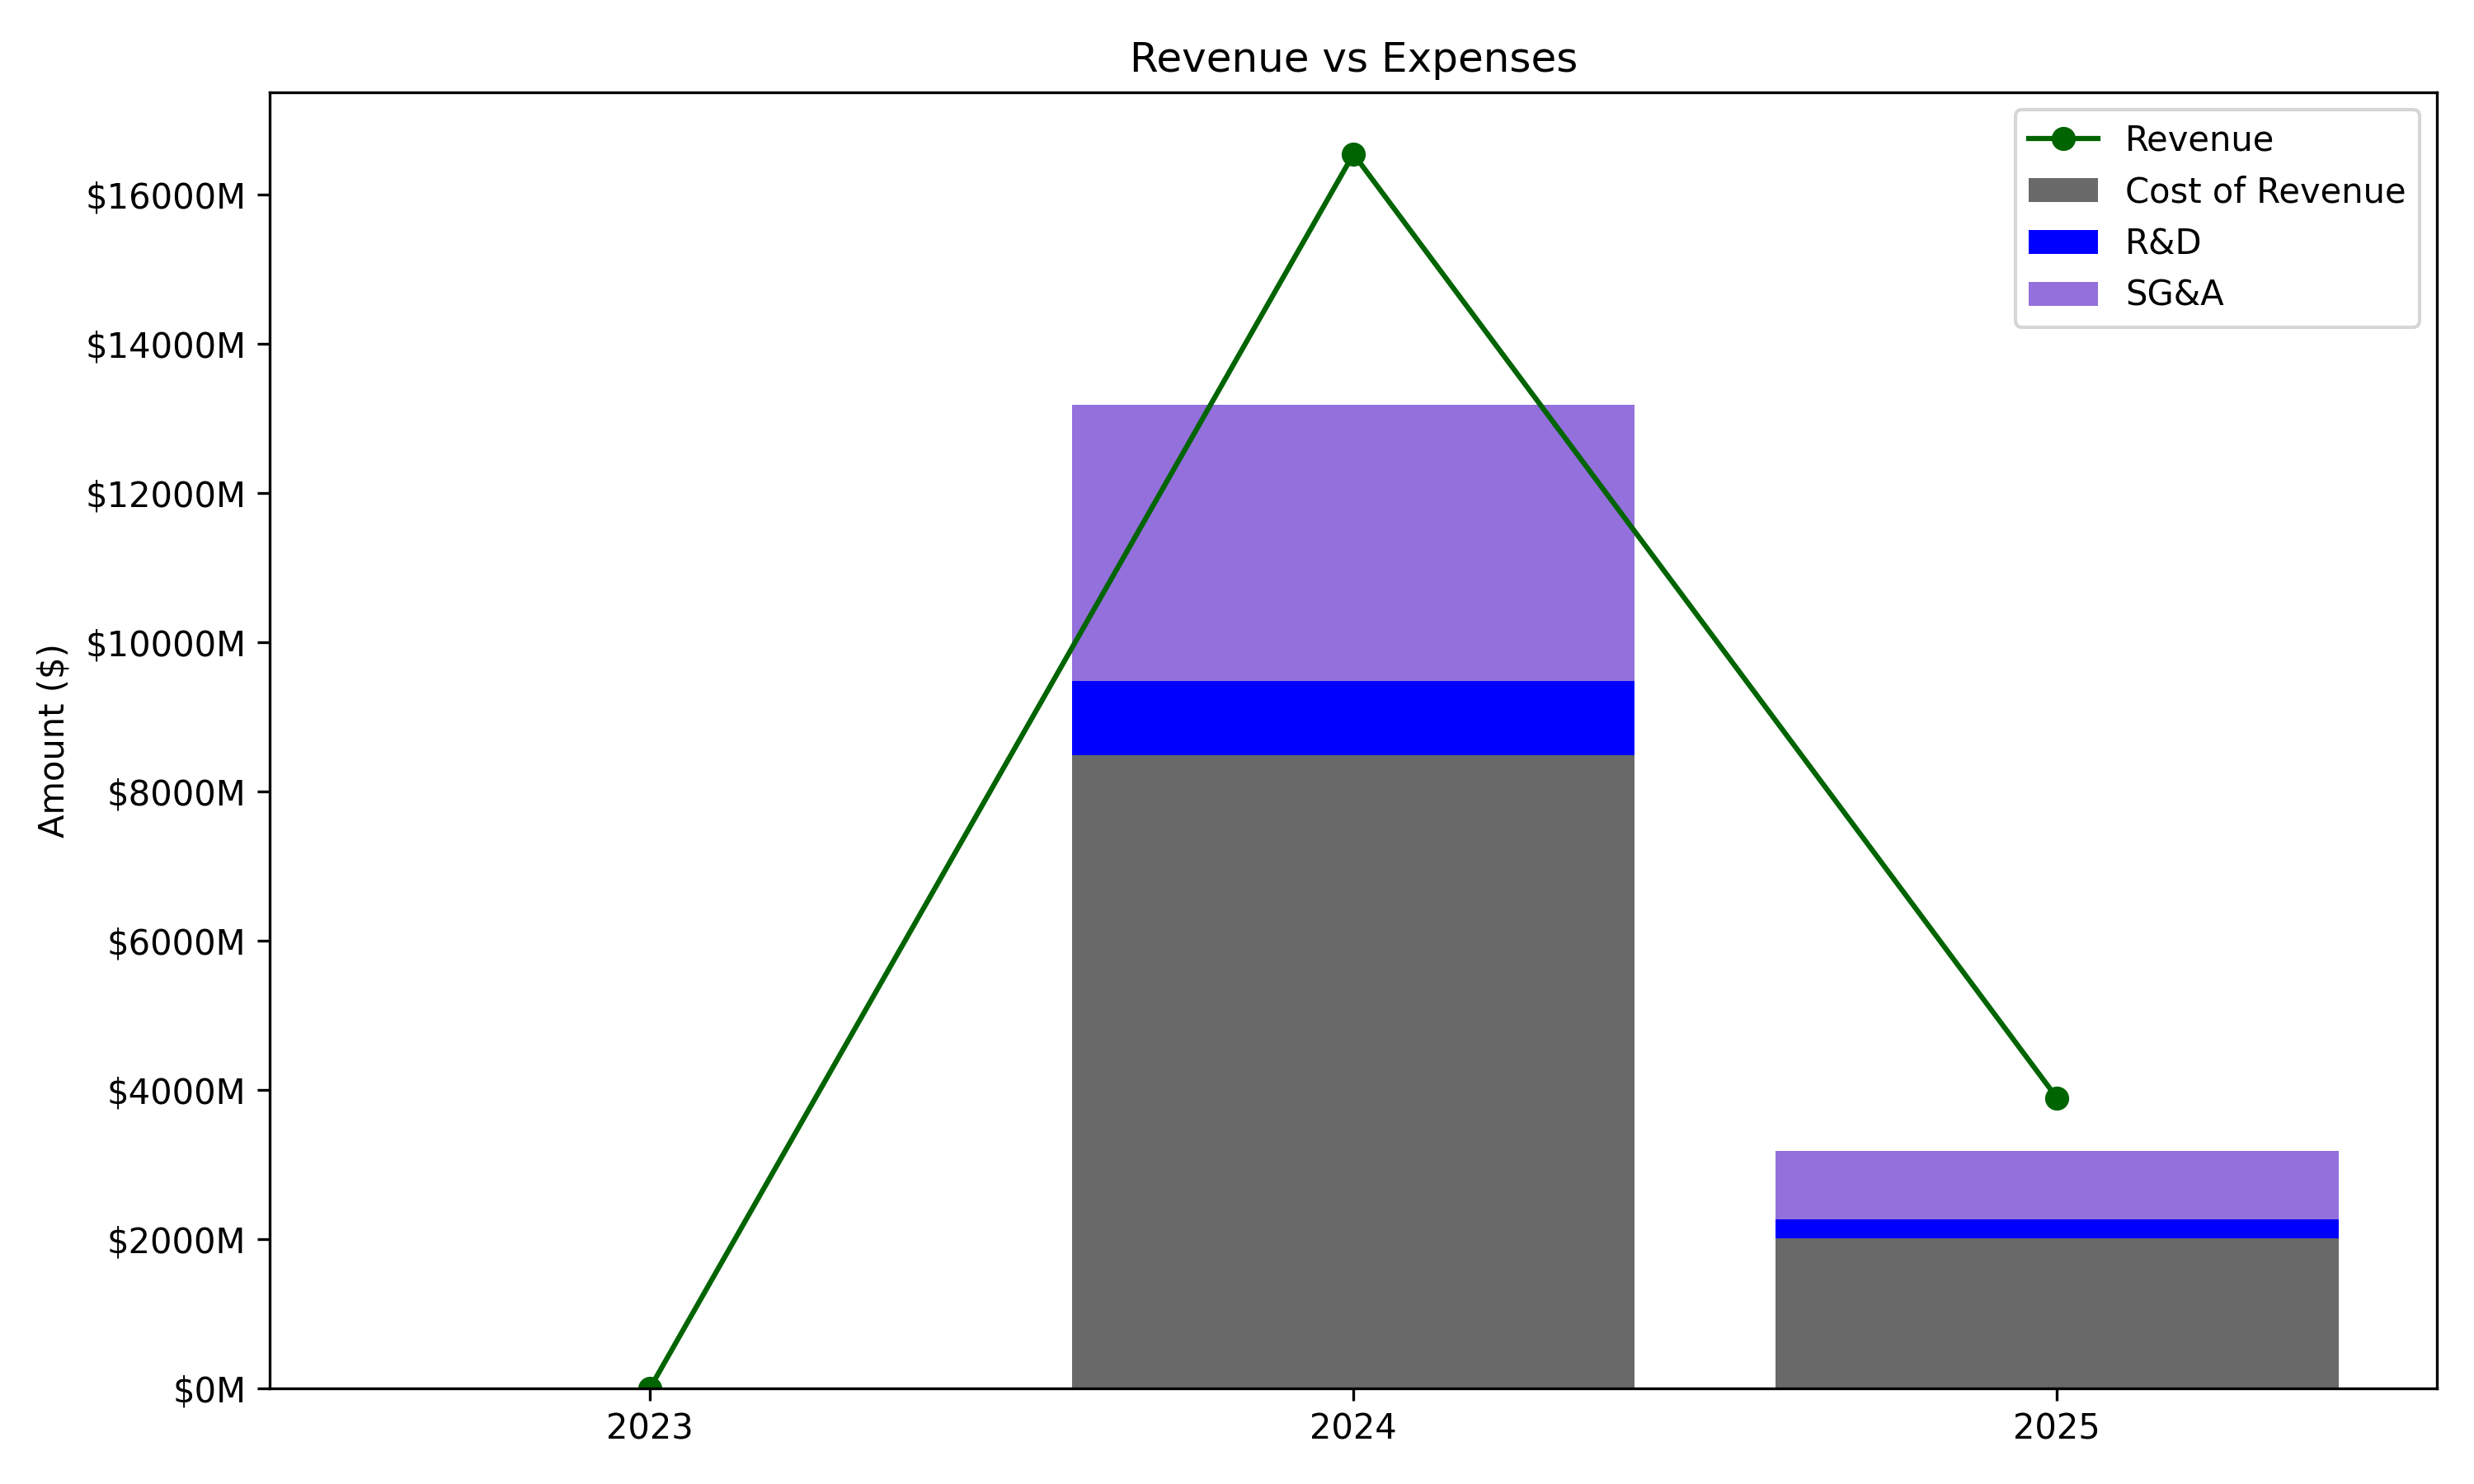 Revenue vs Expenses
Revenue
Cost of Revenue
R&D
SG&A
Amount ($)
$16000M
$14000M
$12000M
$10000M
$8000M
$6000M
$4000M
$2000M
$0M
2023
2024
2025